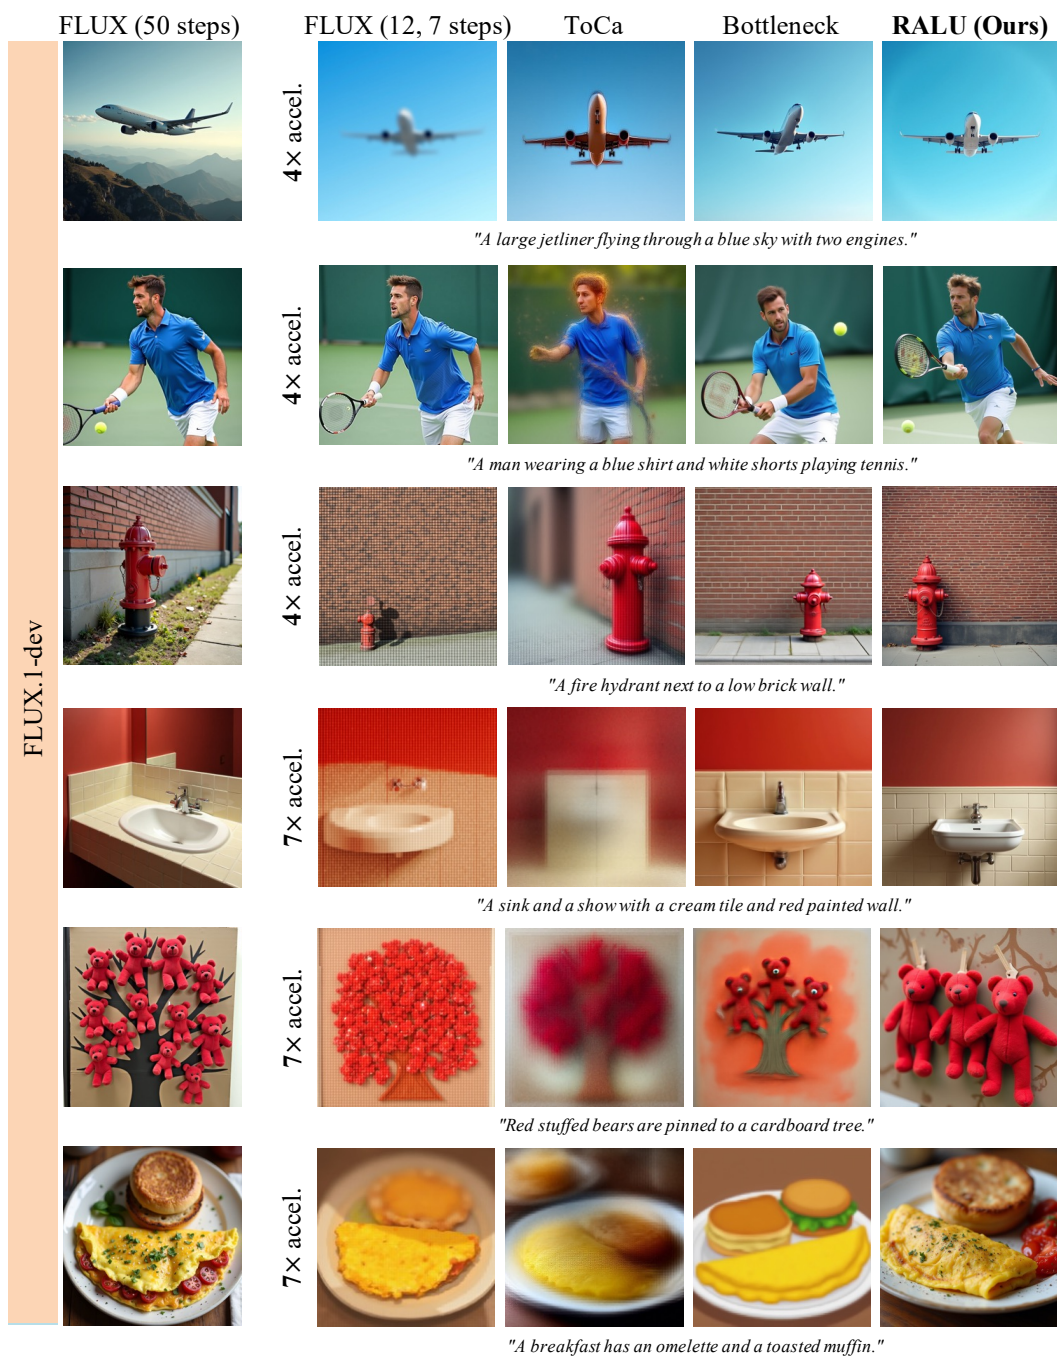 FLUX (50 steps)
FLUX (12, 7 steps)
ToCa
Bottleneck
RALU (Ours)
FLUX.1-dev
4× accel.
"A large jetliner flying through a blue sky with two engines."
4× accel.
"A man wearing a blue shirt and white shorts playing tennis."
4× accel.
"A fire hydrant next to a low brick wall."
7× accel.
"A sink and a show with a cream tile and red painted wall."
7× accel.
"Red stuffed bears are pinned to a cardboard tree."
7× accel.
"A breakfast has an omelette and a toasted muffin."